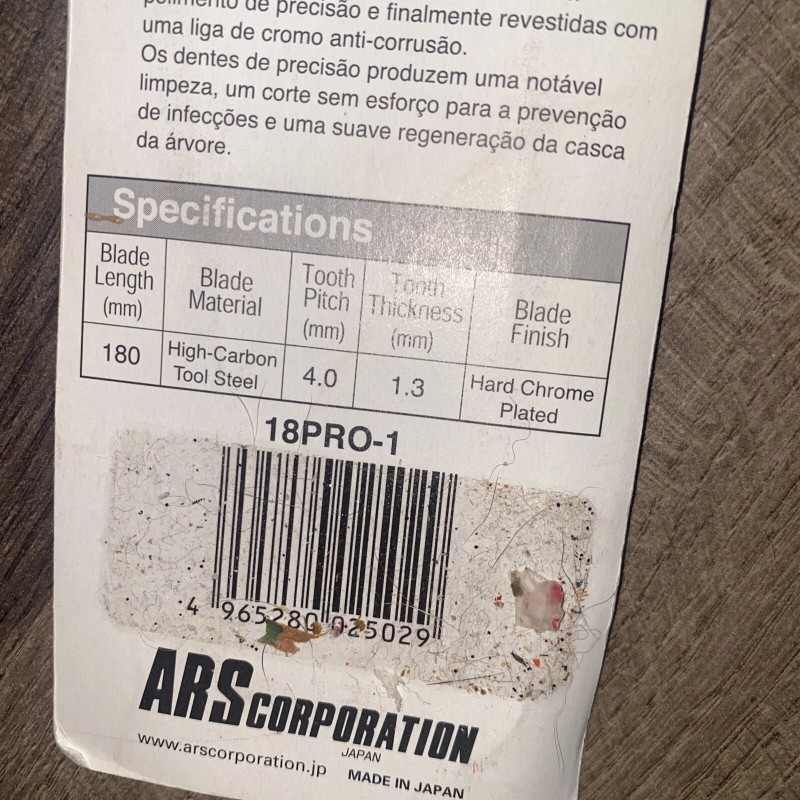 polimento de precisão e finalmente revestidas com
uma liga de cromo anti-corrusão.
Os dentes de precisão produzem uma notável
limpeza, um corte sem esforço para a prevenção
de infecções e uma suave regeneração da casca
da árvore.
Specifications
Blade Length (mm) Blade Material Tooth Pitch (mm) Tooth Thickness (mm) Blade Finish
180 High-Carbon Tool Steel 4.0 1.3 Hard Chrome Plated
18PRO-1
4 965280 025029
ARS CORPORATION
JAPAN
www.arscorporation.jp MADE IN JAPAN